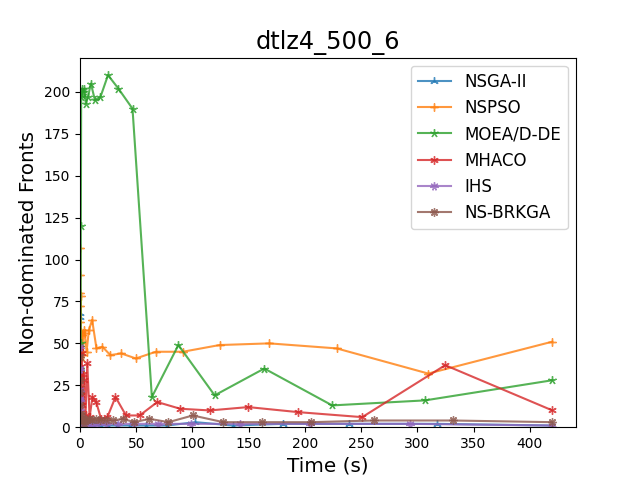 dtlz4_500_6
Non-dominated Fronts
200
175
150
125
100
75
50
25
0
NSGA-II
NSPSO
MOEA/D-DE
MHACO
IHS
NS-BRKGA
0 50 100 150 200 250 300 350 400
Time (s)